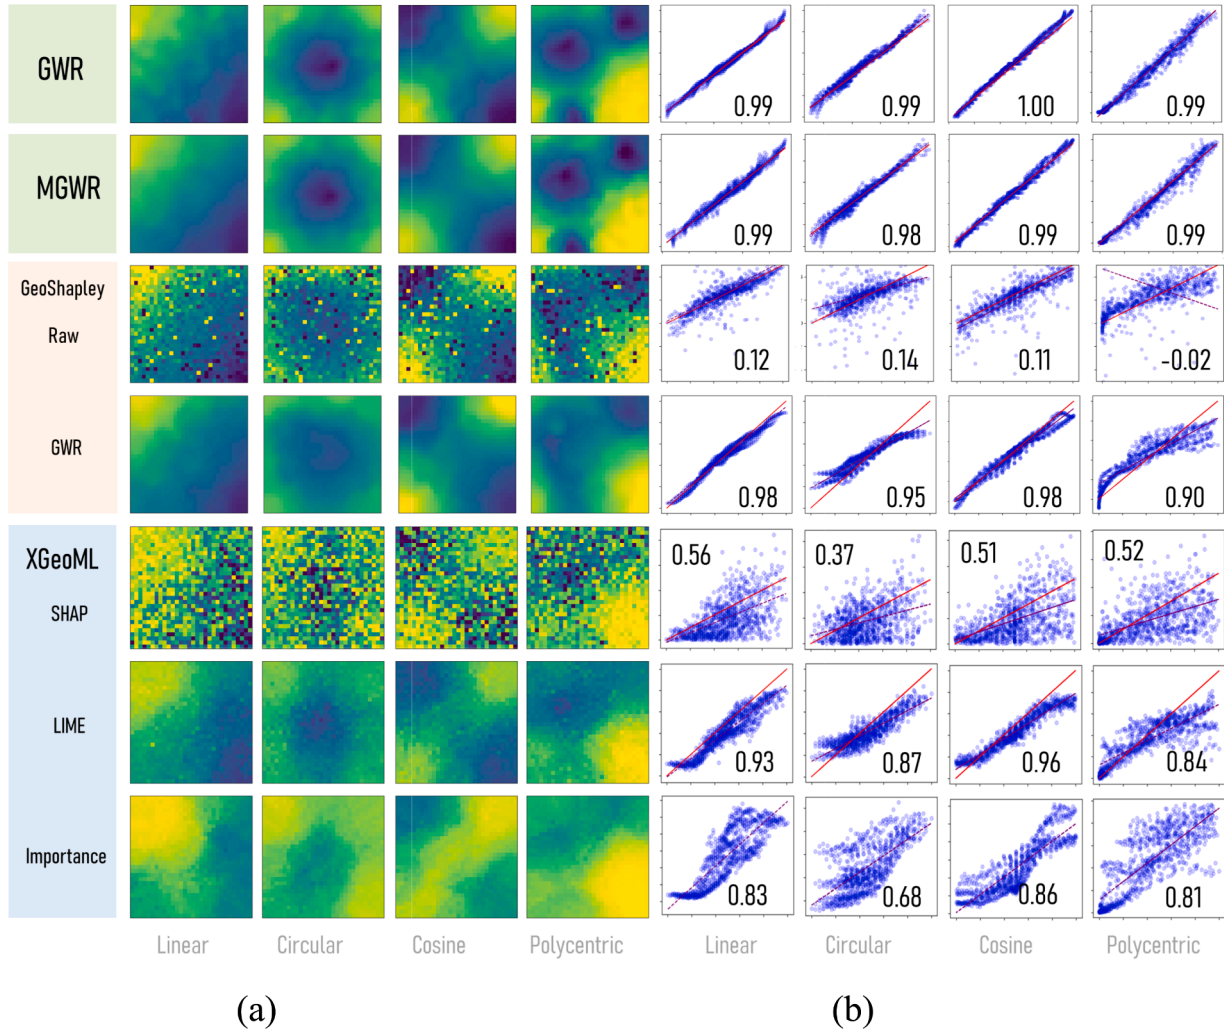 GWR
0.99
0.99
1.00
0.99
MGWR
0.99
0.98
0.99
0.99
GeoShapley
Raw
0.12
0.14
0.11
-0.02
GWR
0.98
0.95
0.98
0.90
XGeoML
SHAP
0.56
0.37
0.51
0.52
LIME
0.93
0.87
0.96
0.84
Importance
0.83
0.68
0.86
0.81
Linear Circular Cosine Polycentric Linear Circular Cosine Polycentric
(a) (b)